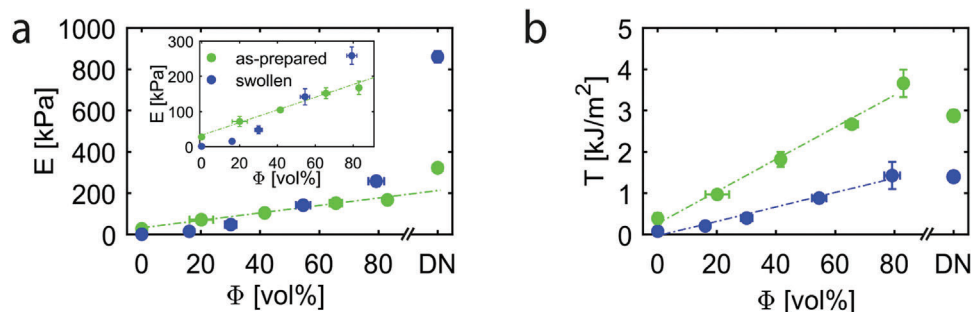 a
1000
800
600
400
200
0
E [kPa]
0 20 40 60 80 DN
Φ [vol%]
300
200
100
0
E [kPa]
as-prepared
swollen
0 20 40 60 80
Φ [vol%]
b
5
4
3
2
1
0
T [kJ/m²]
0 20 40 60 80 DN
Φ [vol%]